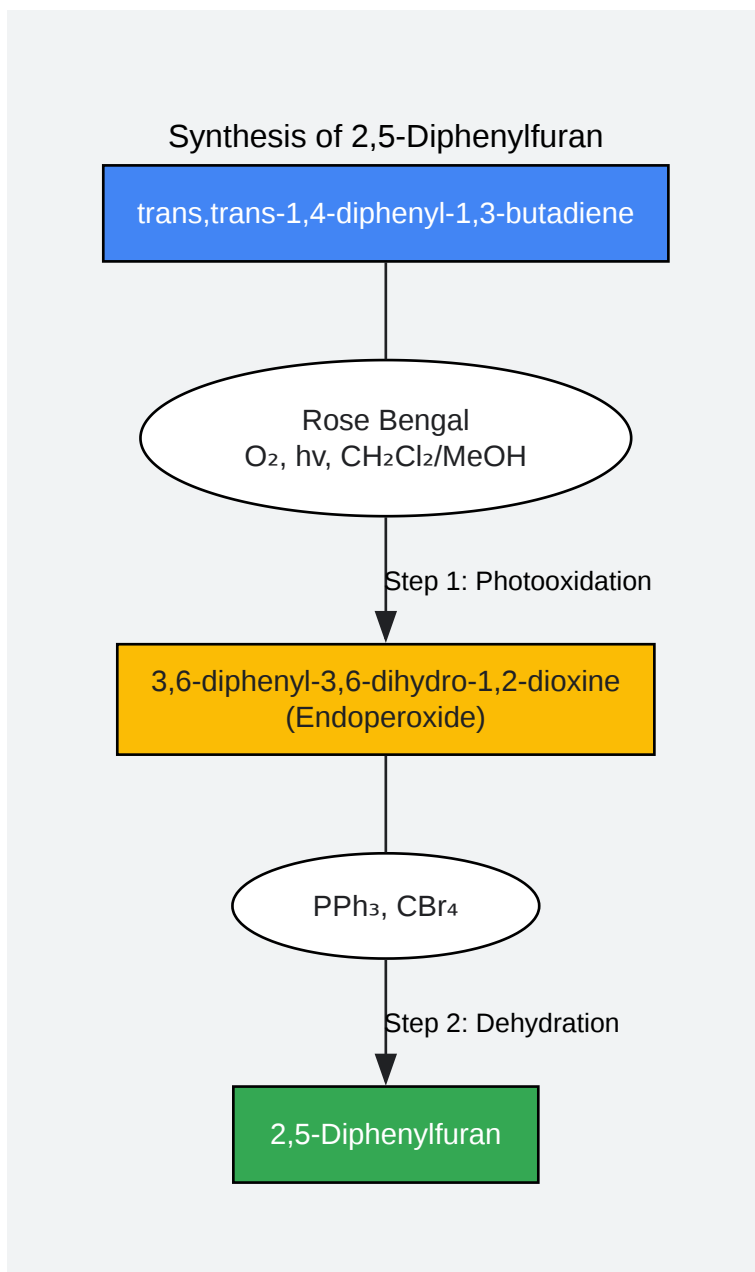 Synthesis of 2,5-Diphenylfuran
trans,trans-1,4-diphenyl-1,3-butadiene
Rose Bengal
O₂, hv, CH₂Cl₂/MeOH
Step 1: Photooxidation
3,6-diphenyl-3,6-dihydro-1,2-dioxine
(Endoperoxide)
PPh₃, CBr₄
Step 2: Dehydration
2,5-Diphenylfuran